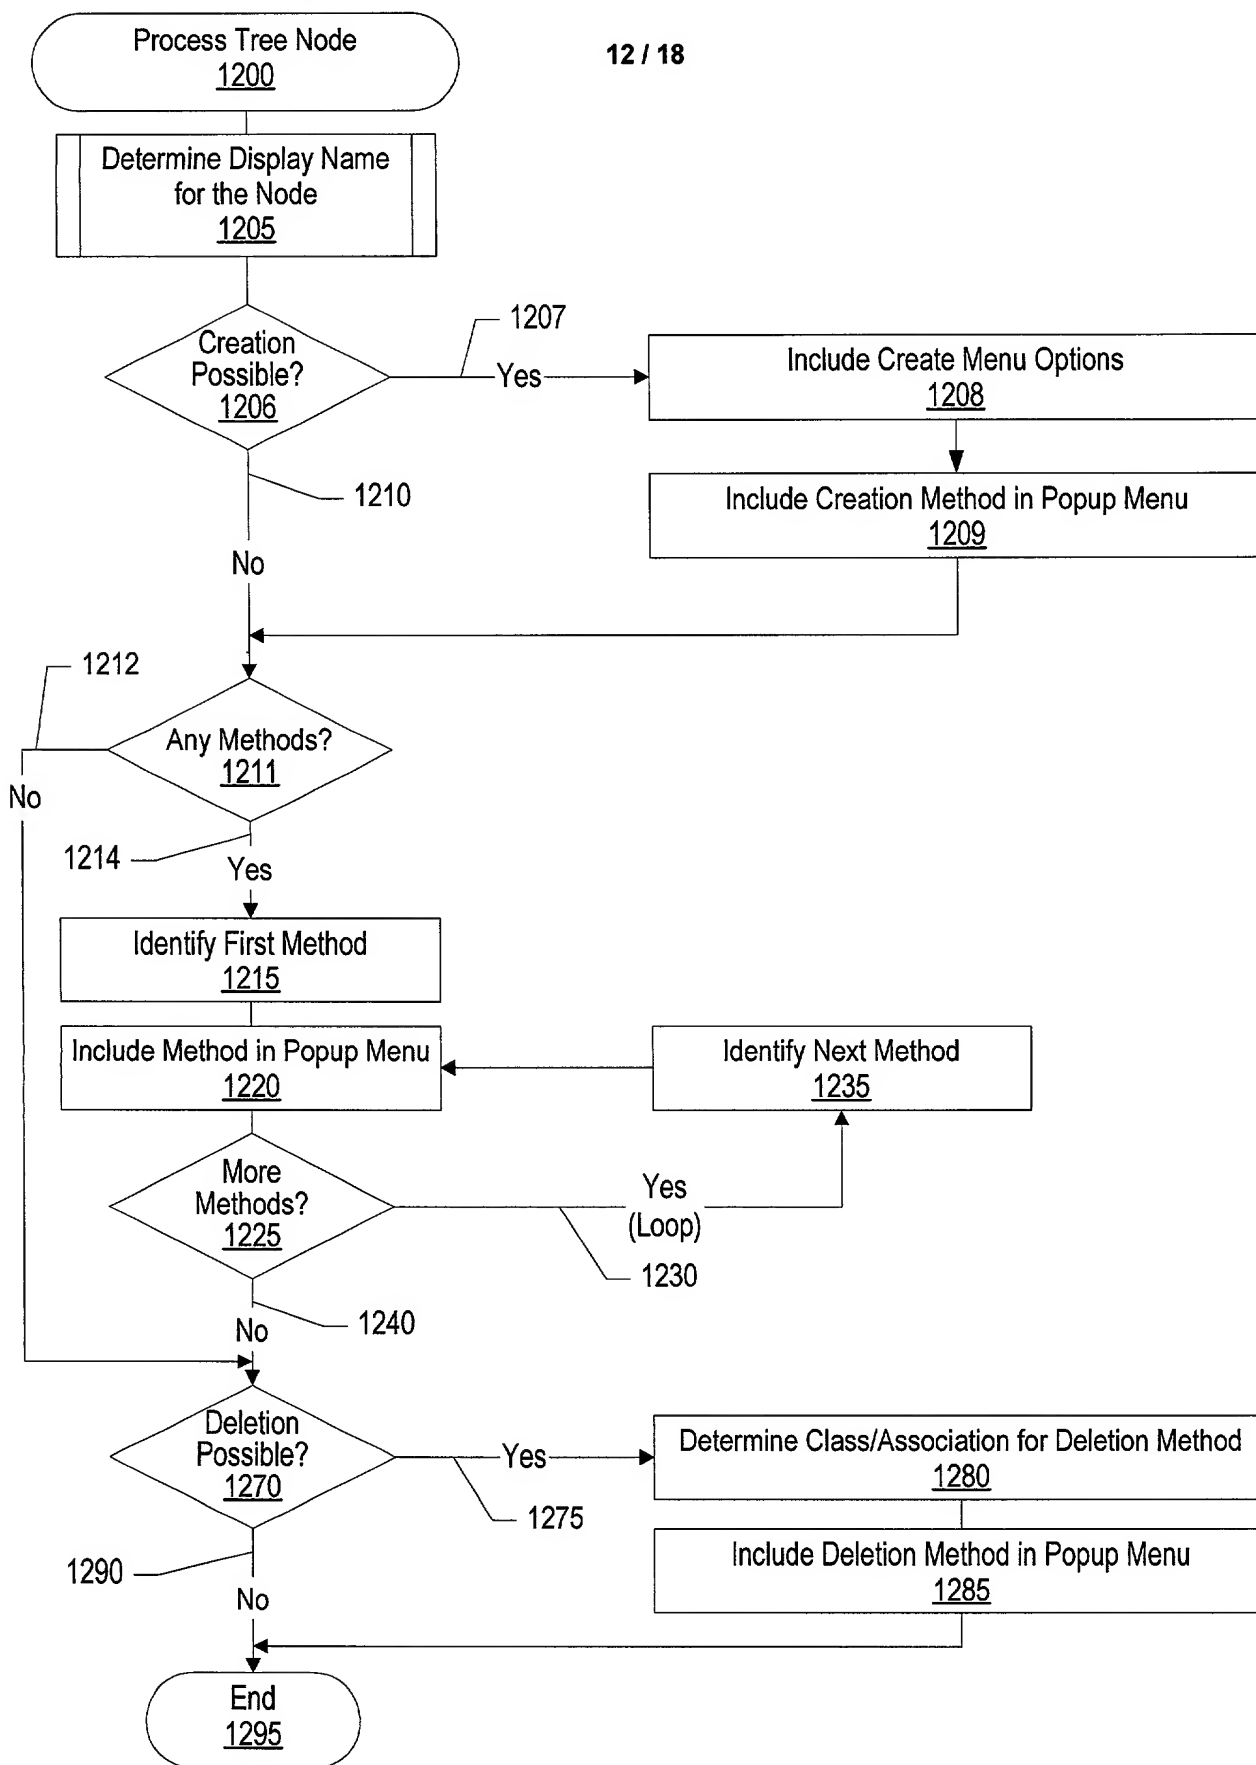 Process Tree Node
1200
12 / 18
Determine Display Name
for the Node
1205
Creation
Possible?
1206
1207
Yes
Include Create Menu Options
1208
1210
Include Creation Method in Popup Menu
1209
No
1212
Any Methods?
1211
No
1214
Yes
Identify First Method
1215
Include Method in Popup Menu
1220
Identify Next Method
1235
More
Methods?
1225
Yes
(Loop)
1230
1240
No
Deletion
Possible?
1270
Yes
1275
Determine Class/Association for Deletion Method
1280
Include Deletion Method in Popup Menu
1285
1290
No
End
1295